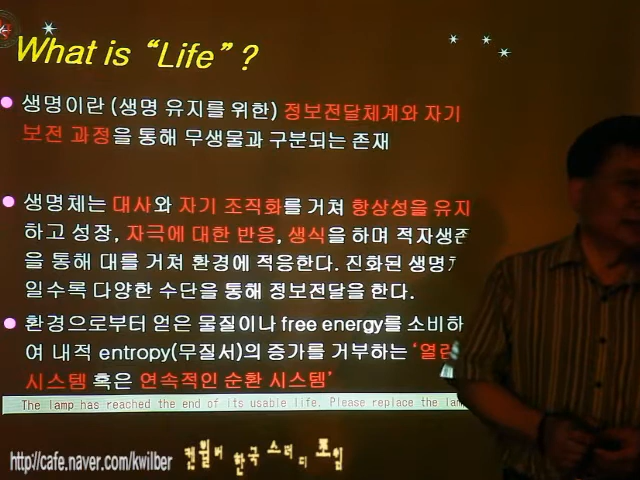 What is “Life” ?
생명이란 (생명 유지를 위한) 정보전달체계와 자기
보전 과정을 통해 무생물과 구분되는 존재
생명체는 대사와 자기 조직화를 거쳐 항상성을 유지
하고 성장, 자극에 대한 반응, 생식을 하며 적자생존
을 통해 대를 거쳐 환경에 적응한다. 진화된 생명
일수록 다양한 수단을 통해 정보전달을 한다.
환경으로부터 얻은 물질이나 free energy를 소비하
여 내적 entropy(무질서)의 증가를 거부하는 ‘열린
시스템 혹은 연속적인 순환 시스템’
The lamp has reached the end of its usable life. Please replace the lam
http://cafe.naver.com/kwilber 켄윌버 한국 스터디 모임